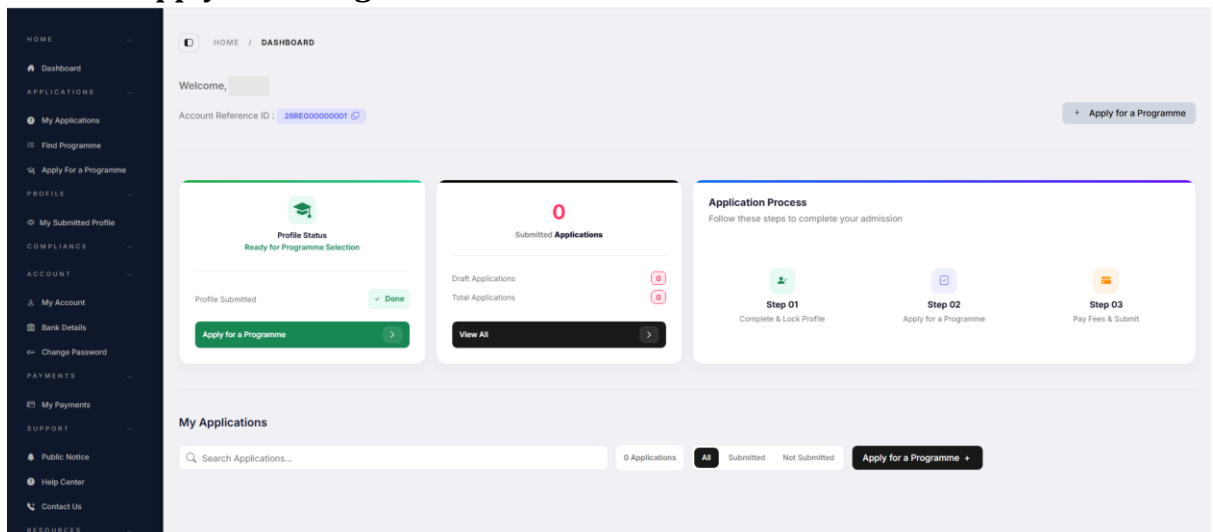 HOME
Dashboard
APPLICATIONS
My Applications
Find Programme
Apply For a Programme
PROFILE
My Submitted Profile
COMPLIANCE
ACCOUNT
My Account
Bank Details
Change Password
PAYMENTS
My Payments
SUPPORT
Public Notice
Help Center
Contact Us
RESOURCES
HOME / DASHBOARD
Welcome,
Account Reference ID : 26REG00000001
+ Apply for a Programme
Profile Status
Ready for Programme Selection
Profile Submitted
Done
Apply for a Programme
0
Submitted Applications
Draft Applications 0
Total Applications 0
View All
Application Process
Follow these steps to complete your admission
Step 01
Complete & Lock Profile
Step 02
Apply for a Programme
Step 03
Pay Fees & Submit
My Applications
Search Applications...
0 Applications
All Submitted Not Submitted
Apply for a Programme +